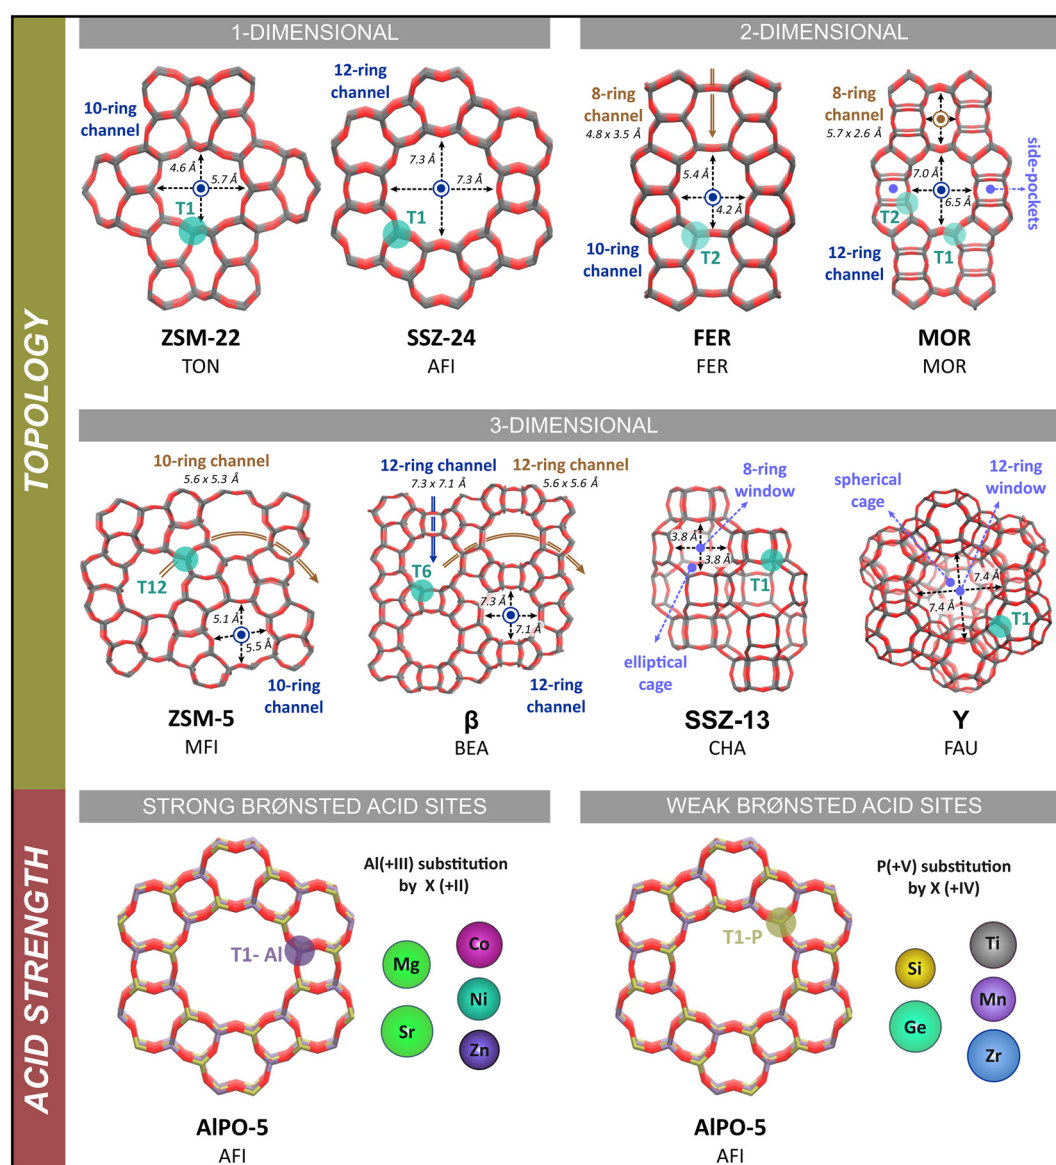 TOPOLOGY
1-DIMENSIONAL
10-ring
channel
4.6 Å
5.7 Å
T1
ZSM-22
TON
12-ring
channel
7.3 Å
7.3 Å
T1
SSZ-24
AFI
2-DIMENSIONAL
8-ring
channel
4.8 x 3.5 Å
5.4 Å
4.2 Å
10-ring
channel
T2
FER
FER
8-ring
channel
5.7 x 2.6 Å
7.0 Å
6.5 Å
side-pockets
T2
12-ring
channel
T1
MOR
MOR
3-DIMENSIONAL
10-ring channel
5.6 x 5.3 Å
T12
5.1 Å
5.5 Å
10-ring
channel
ZSM-5
MFI
12-ring channel
7.3 x 7.1 Å
12-ring channel
5.6 x 5.6 Å
T6
7.3 Å
7.1 Å
12-ring
channel
β
BEA
8-ring
window
3.8 Å
3.8 Å
T1
elliptical
cage
SSZ-13
CHA
spherical
cage
12-ring
window
7.4 Å
7.4 Å
T1
Y
FAU
ACID STRENGTH
STRONG BRØNSTED ACID SITES
Al(+III) substitution
by X (+II)
T1- Al
Mg
Sr
Co
Ni
Zn
AlPO-5
AFI
WEAK BRØNSTED ACID SITES
P(+V) substitution
by X (+IV)
T1-P
Si
Ge
Ti
Mn
Zr
AlPO-5
AFI